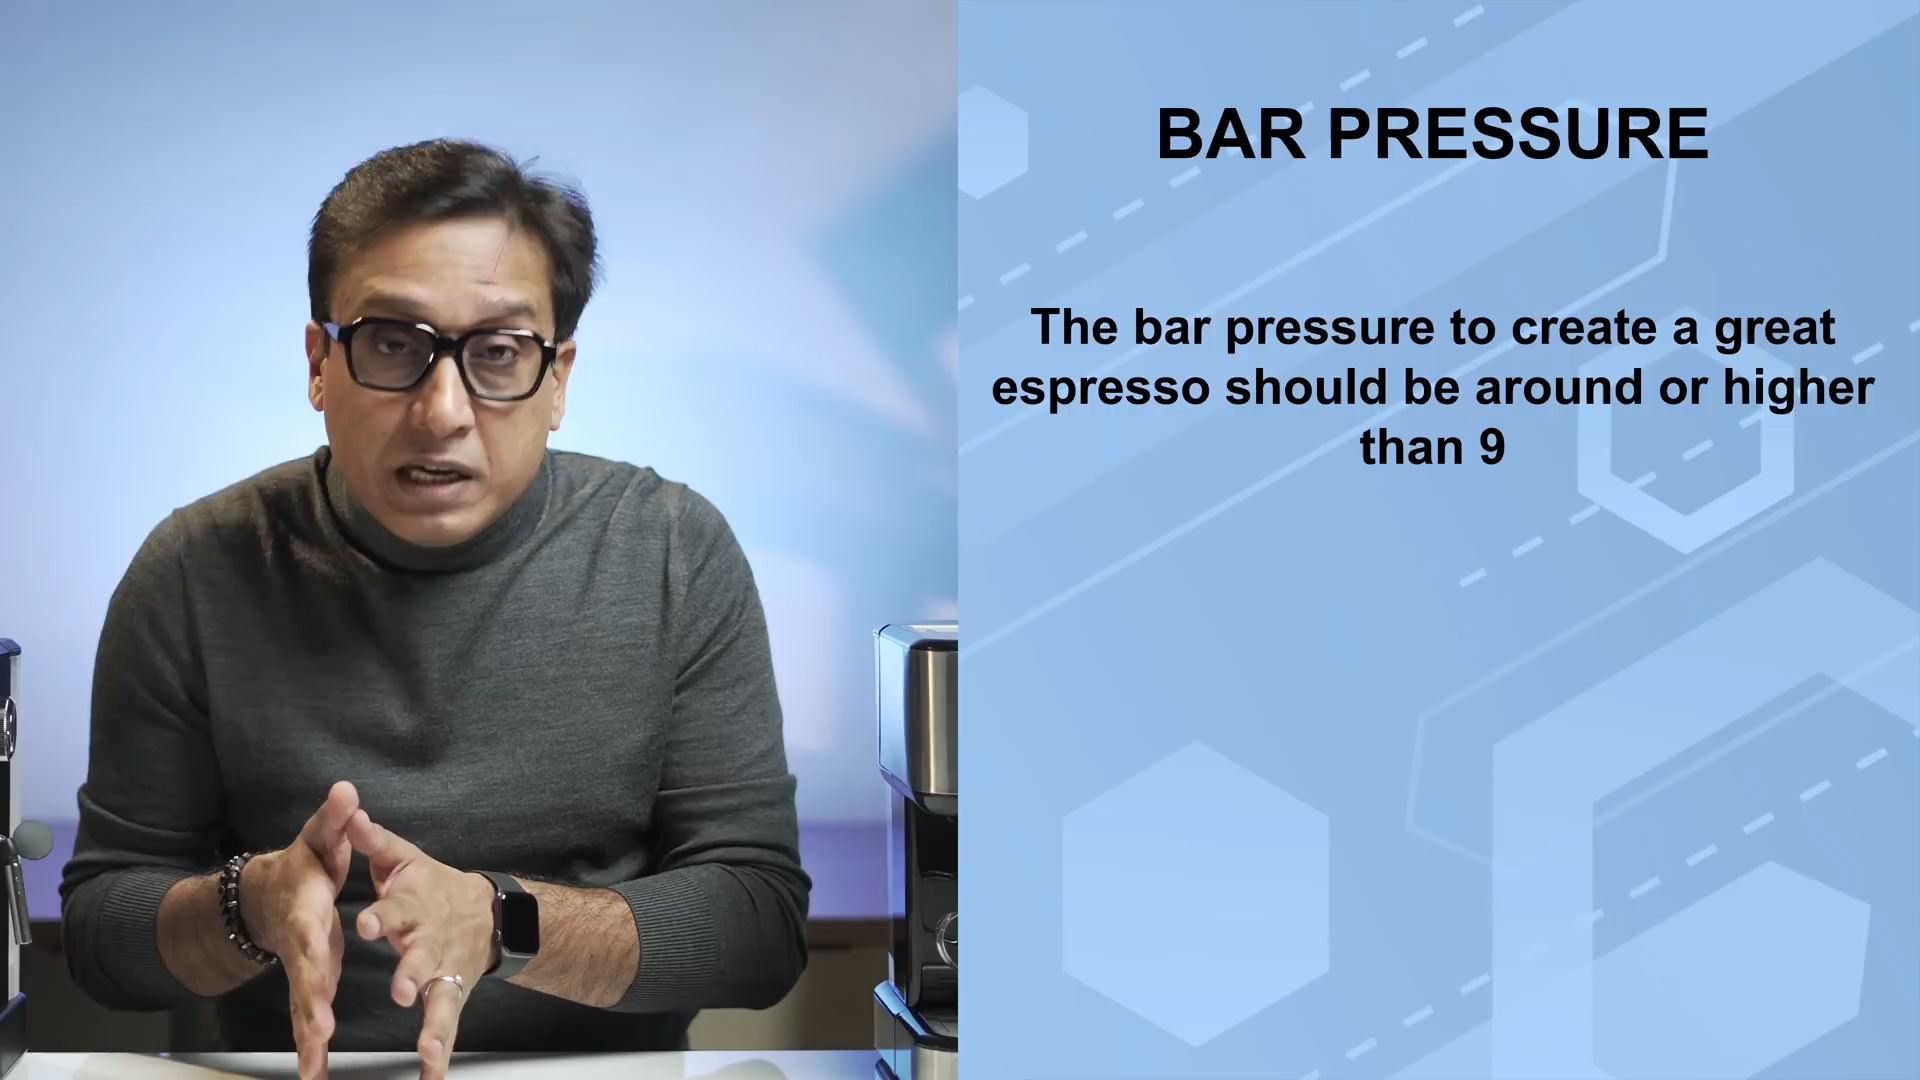 BAR PRESSURE
The bar pressure to create a great
espresso should be around or higher
than 9